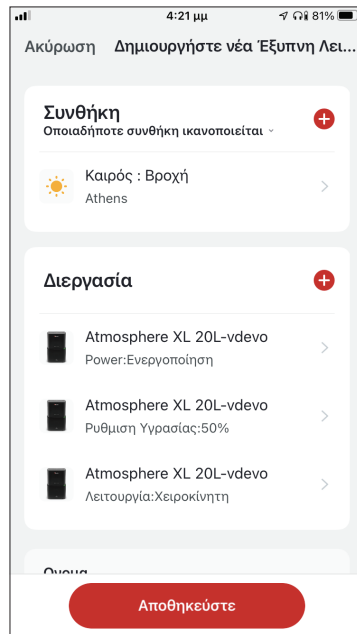 4:21 μμ
81%
Ακύρωση Δημιουργήστε νέα Έξυπνη Λει...
Συνθήκη
Οποιαδήποτε συνθήκη ικανοποιείται
Καιρός : Βροχή
Athens
Διεργασία
Atmosphere XL 20L-vdevo
Power:Ενεργοποίηση
Atmosphere XL 20L-vdevo
Ρυθμιση Υγρασίας:50%
Atmosphere XL 20L-vdevo
Λειτουργία:Χειροκίνητη
Ονομα
Αποθηκεύστε